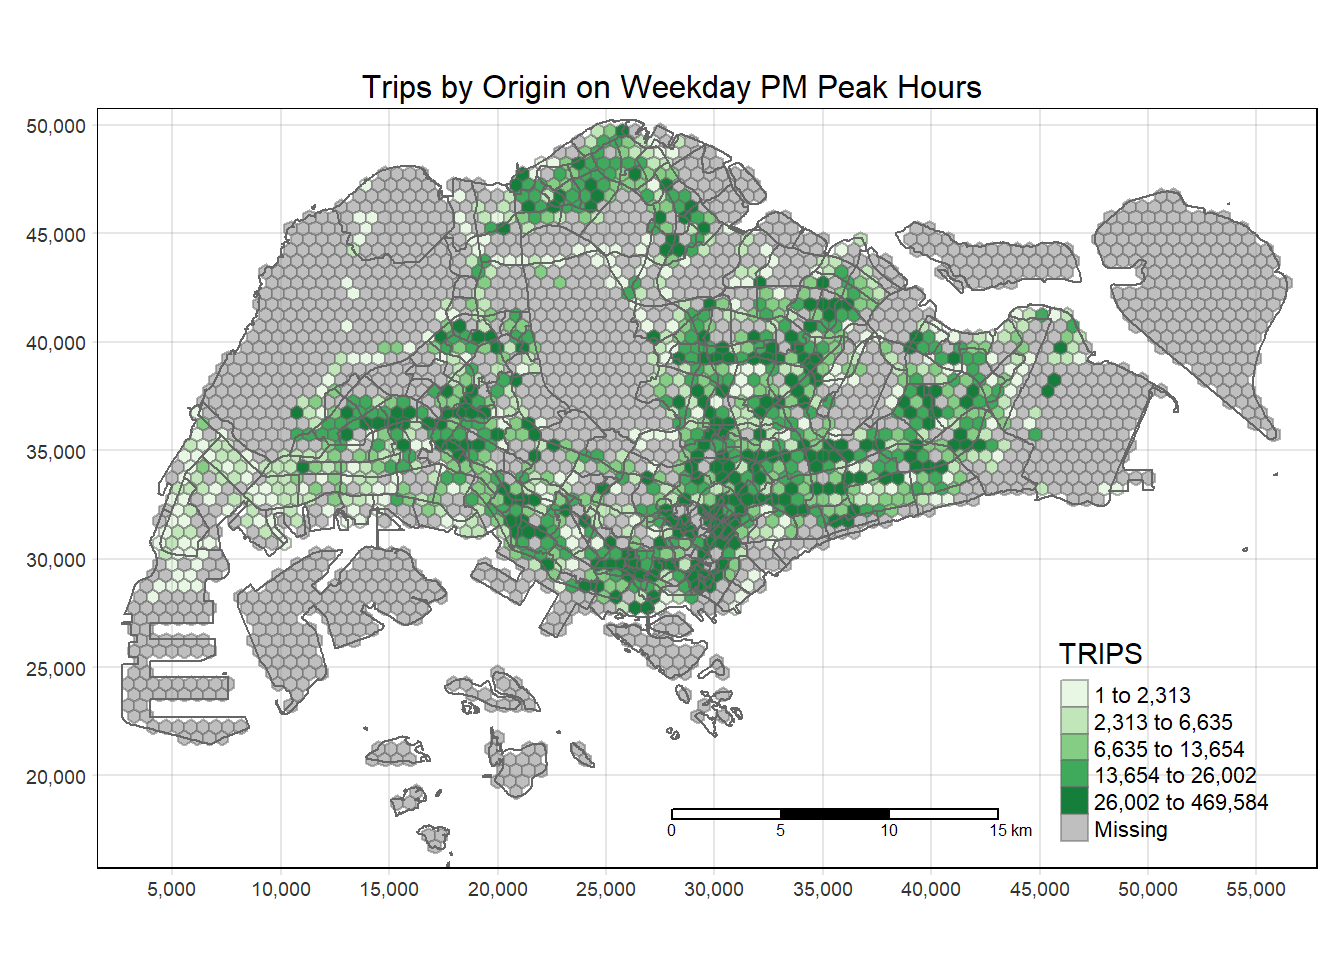 Trips by Origin on Weekday PM Peak Hours
50,000
45,000
40,000
35,000
30,000
25,000
20,000
TRIPS
1 to 2,313
2,313 to 6,635
6,635 to 13,654
13,654 to 26,002
26,002 to 469,584
Missing
0 5 10 15 km
5,000 10,000 15,000 20,000 25,000 30,000 35,000 40,000 45,000 50,000 55,000